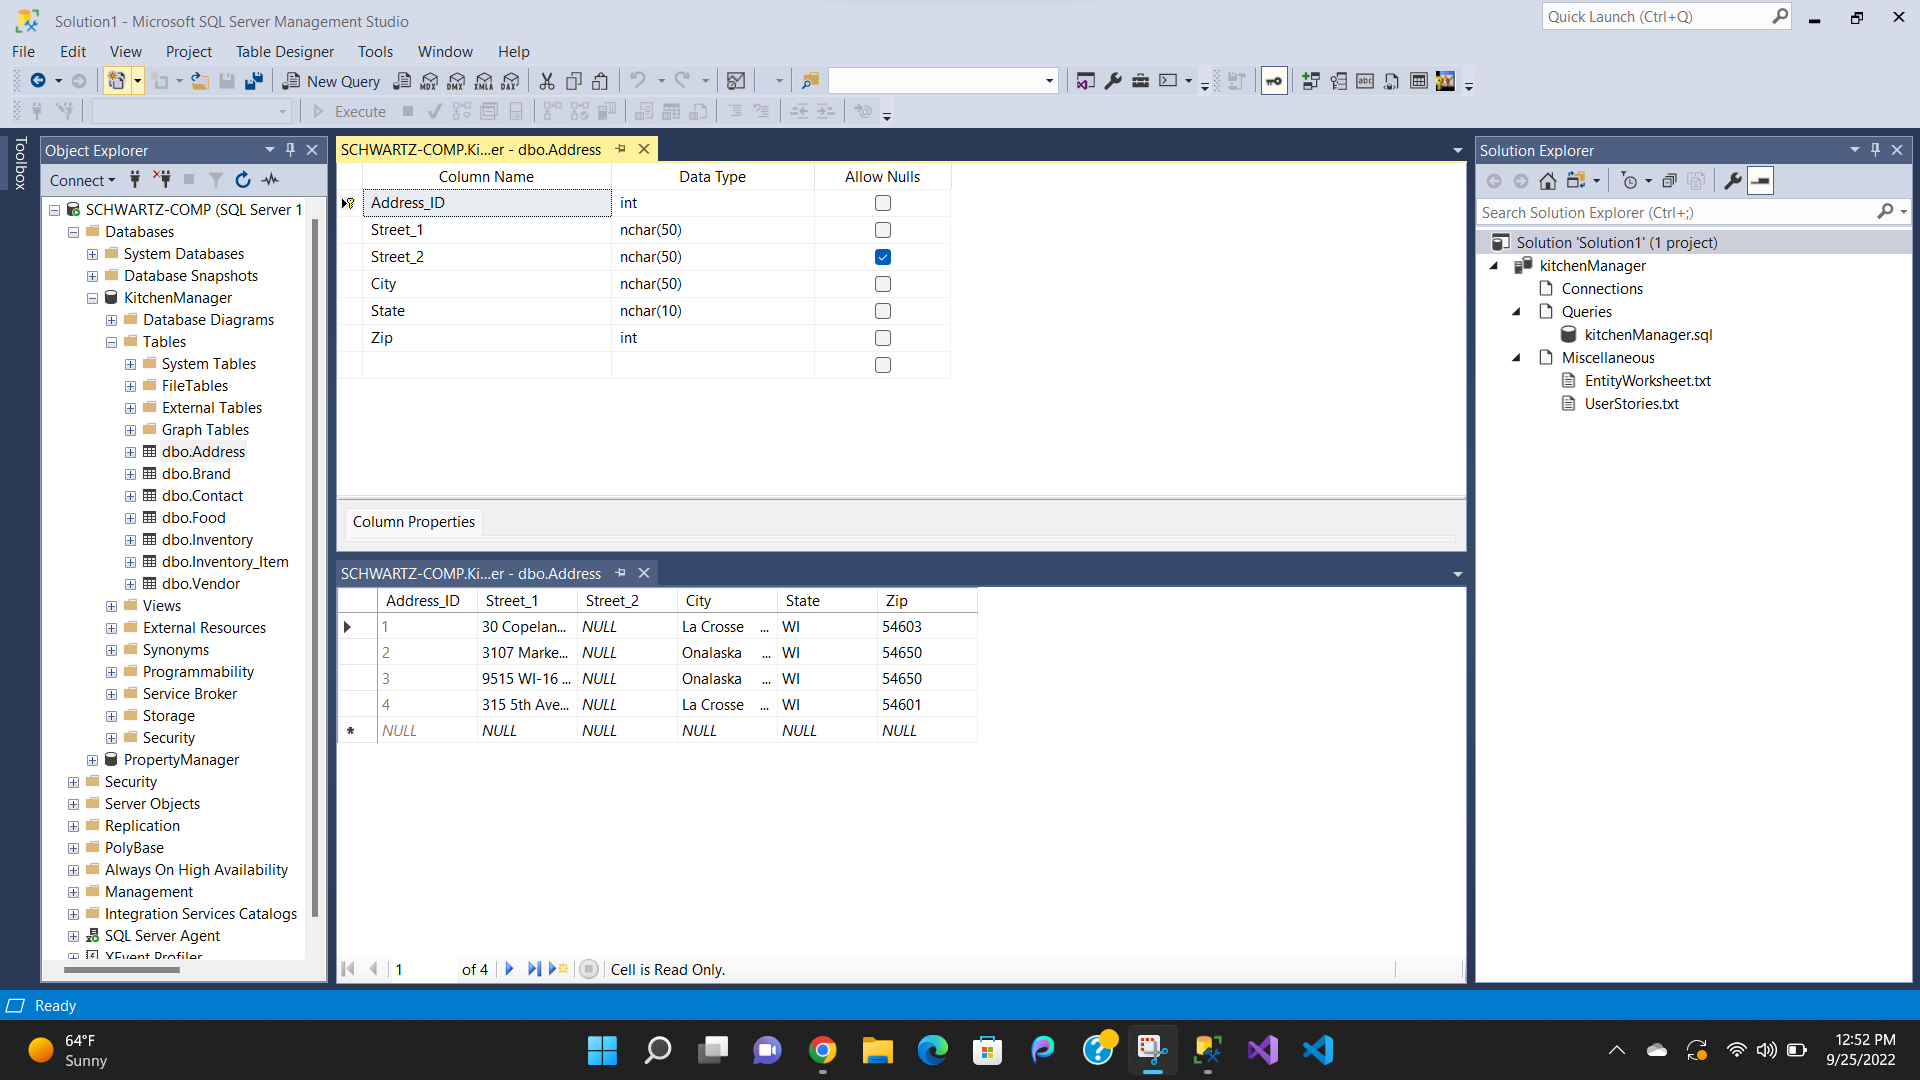 Solution1 - Microsoft SQL Server Management Studio
Quick Launch (Ctrl+Q)
File Edit View Project Table Designer Tools Window Help
New Query MDX DMX XMLA DAX
abc
Execute
Toolbox
Object Explorer
Connect
SCHWARTZ-COMP (SQL Server 1
Databases
System Databases
Database Snapshots
KitchenManager
Database Diagrams
Tables
System Tables
FileTables
External Tables
Graph Tables
dbo.Address
dbo.Brand
dbo.Contact
dbo.Food
dbo.Inventory
dbo.Inventory_Item
dbo.Vendor
Views
External Resources
Synonyms
Programmability
Service Broker
Storage
Security
PropertyManager
Security
Server Objects
Replication
PolyBase
Always On High Availability
Management
Integration Services Catalogs
SQL Server Agent
XEvent Profiler
SCHWARTZ-COMP.Ki...er - dbo.Address
Column Name Data Type Allow Nulls
Address_ID int
Street_1 nchar(50)
Street_2 nchar(50)
City nchar(50)
State nchar(10)
Zip int
Column Properties
SCHWARTZ-COMP.Ki...er - dbo.Address
Address_ID Street_1 Street_2 City State Zip
1 30 Copelan... NULL La Crosse ... WI 54603
2 3107 Marke... NULL Onalaska ... WI 54650
3 9515 WI-16 ... NULL Onalaska ... WI 54650
4 315 5th Ave... NULL La Crosse ... WI 54601
* NULL NULL NULL NULL NULL NULL
1 of 4 Cell is Read Only.
Solution Explorer
Search Solution Explorer (Ctrl+;)
Solution 'Solution1' (1 project)
kitchenManager
Connections
Queries
kitchenManager.sql
Miscellaneous
EntityWorksheet.txt
UserStories.txt
Ready
64°F
Sunny
12:52 PM
9/25/2022